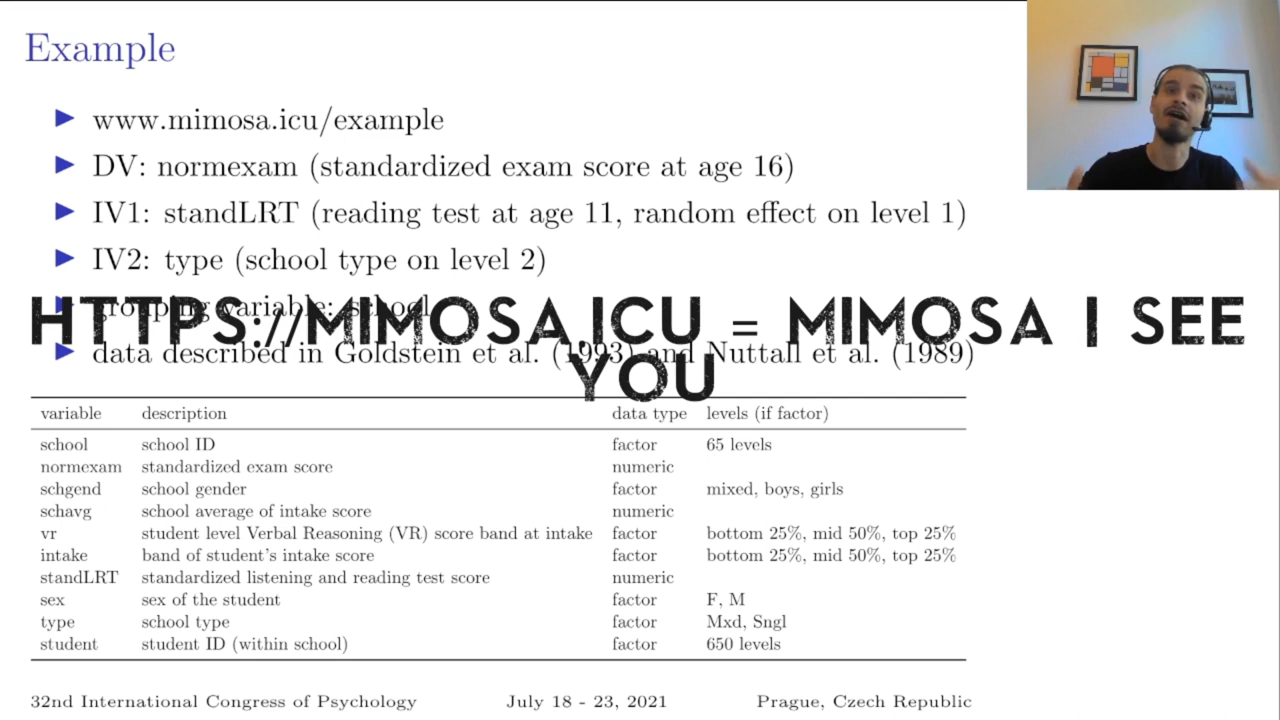 Example
www.mimosa.icu/example
DV: normexam (standardized exam score at age 16)
IV1: standLRT (reading test at age 11, random effect on level 1)
IV2: type (school type on level 2)
grouping variable: school
HTTPS://MIMOSA.ICU = MIMOSA I SEE
YOU
data described in Goldstein et al. (1993) and Nuttall et al. (1989)
variable description data type levels (if factor)
school school ID factor 65 levels
normexam standardized exam score numeric
schgend school gender factor mixed, boys, girls
schavg school average of intake score numeric
vr student level Verbal Reasoning (VR) score band at intake factor bottom 25%, mid 50%, top 25%
intake band of student's intake score factor bottom 25%, mid 50%, top 25%
standLRT standardized listening and reading test score numeric
sex sex of the student factor F, M
type school type factor Mxd, Sngl
student student ID (within school) factor 650 levels
32nd International Congress of Psychology July 18 - 23, 2021 Prague, Czech Republic